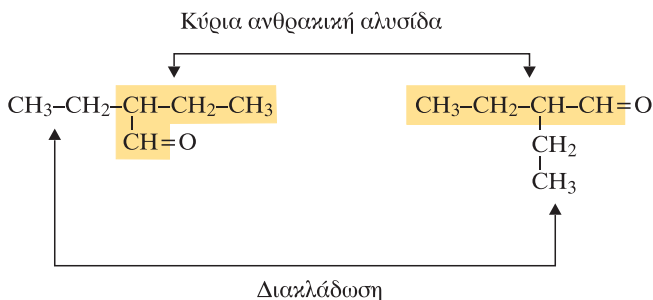 Κύρια ανθρακική αλυσίδα
CH3–CH2–CH–CH2–CH3
CH=O
CH3–CH2–CH–CH=O
CH2
CH3
Διακλάδωση